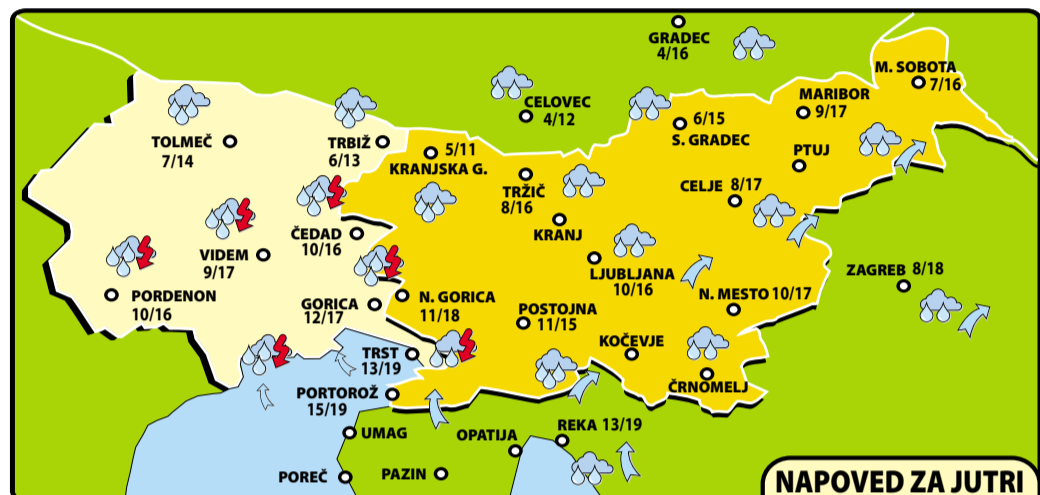 GRADEC
4/16
M. SOBOTA
7/16
MARIBOR
9/17
CELOVEC
4/12
6/15
S. GRADEC
TOLMEČ
7/14
TRBIŽ
6/13
5/11
KRANJSKA G.
PTUJ
TRŽIČ
8/16
CELJE 8/17
KRANJ
ČEDAD
10/16
VIDEM
9/17
LJUBLJANA
10/16
ZAGREB 8/18
PORDENON
10/16
GORICA
12/17
N. GORICA
11/18
POSTOJNA
11/15
N. MESTO 10/17
KOČEVJE
TRST
13/19
ČRNOMELJ
PORTOROŽ
15/19
UMAG
OPATIJA
REKA 13/19
POREČ
PAZIN
NAPOVED ZA JUTRI